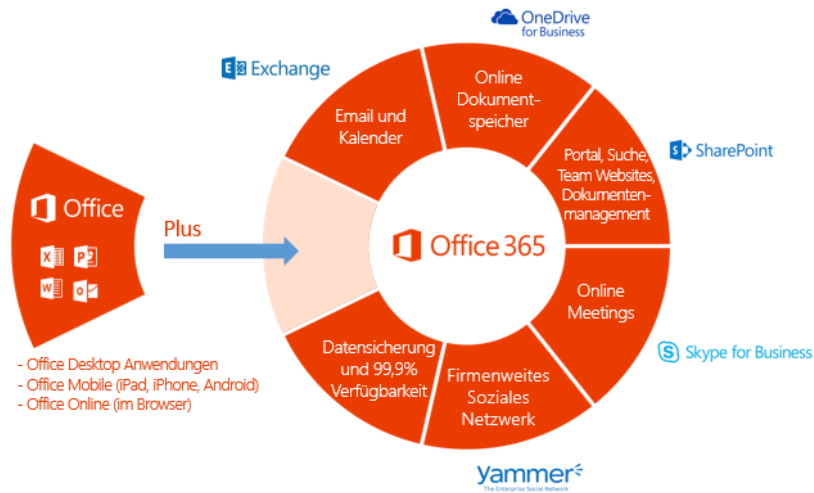 OneDrive
for Business
Exchange
Online
Dokument-
speicher
Email und
Kalender
SharePoint
Portal, Suche,
Team Websites,
Dokumenten-
management
Office
X
P
W
O
Plus
Office 365
Online
Meetings
Skype for Business
Datensicherung
und 99,9%
Verfügbarkeit
Firmenweites
Soziales
Netzwerk
- Office Desktop Anwendungen
- Office Mobile (iPad, iPhone, Android)
- Office Online (im Browser)
yammer
The Enterprise Social Network